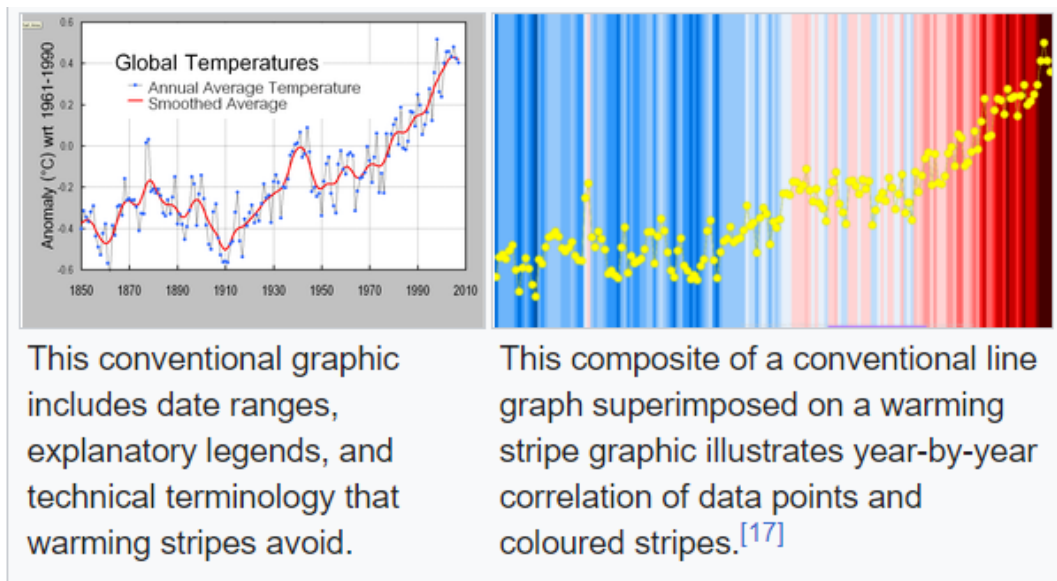 Global Temperatures
Annual Average Temperature
Smoothed Average
Anomaly (°C) wrt 1961-1990
0.6
0.4
0.2
0.0
-0.2
-0.4
-0.6
1850 1870 1890 1910 1930 1950 1970 1990 2010
This conventional graphic
includes date ranges,
explanatory legends, and
technical terminology that
warming stripes avoid.
This composite of a conventional line
graph superimposed on a warming
stripe graphic illustrates year-by-year
correlation of data points and
coloured stripes.[17]